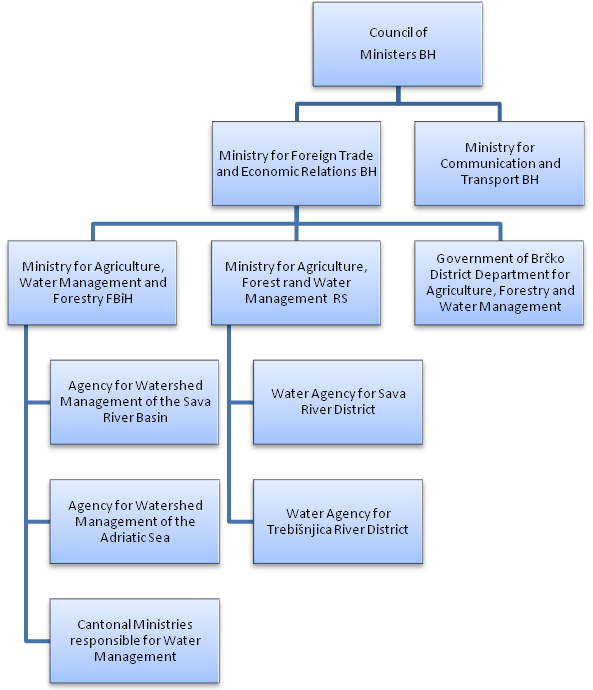 Council of
Ministers BH
Ministry for Foreign Trade
and Economic Relations BH
Ministry for
Communication and
Transport BH
Ministry for Agriculture,
Water Management and
Forestry FBiH
Ministry for Agriculture,
Forest rand Water
Management RS
Government of Brčko
District Department for
Agriculture, Forestry and
Water Management
Agency for Watershed
Management of the Sava
River Basin
Water Agency for Sava
River District
Agency for Watershed
Management of the
Adriatic Sea
Water Agency for
Trebišnjica River District
Cantonal Ministries
responsible for Water
Management